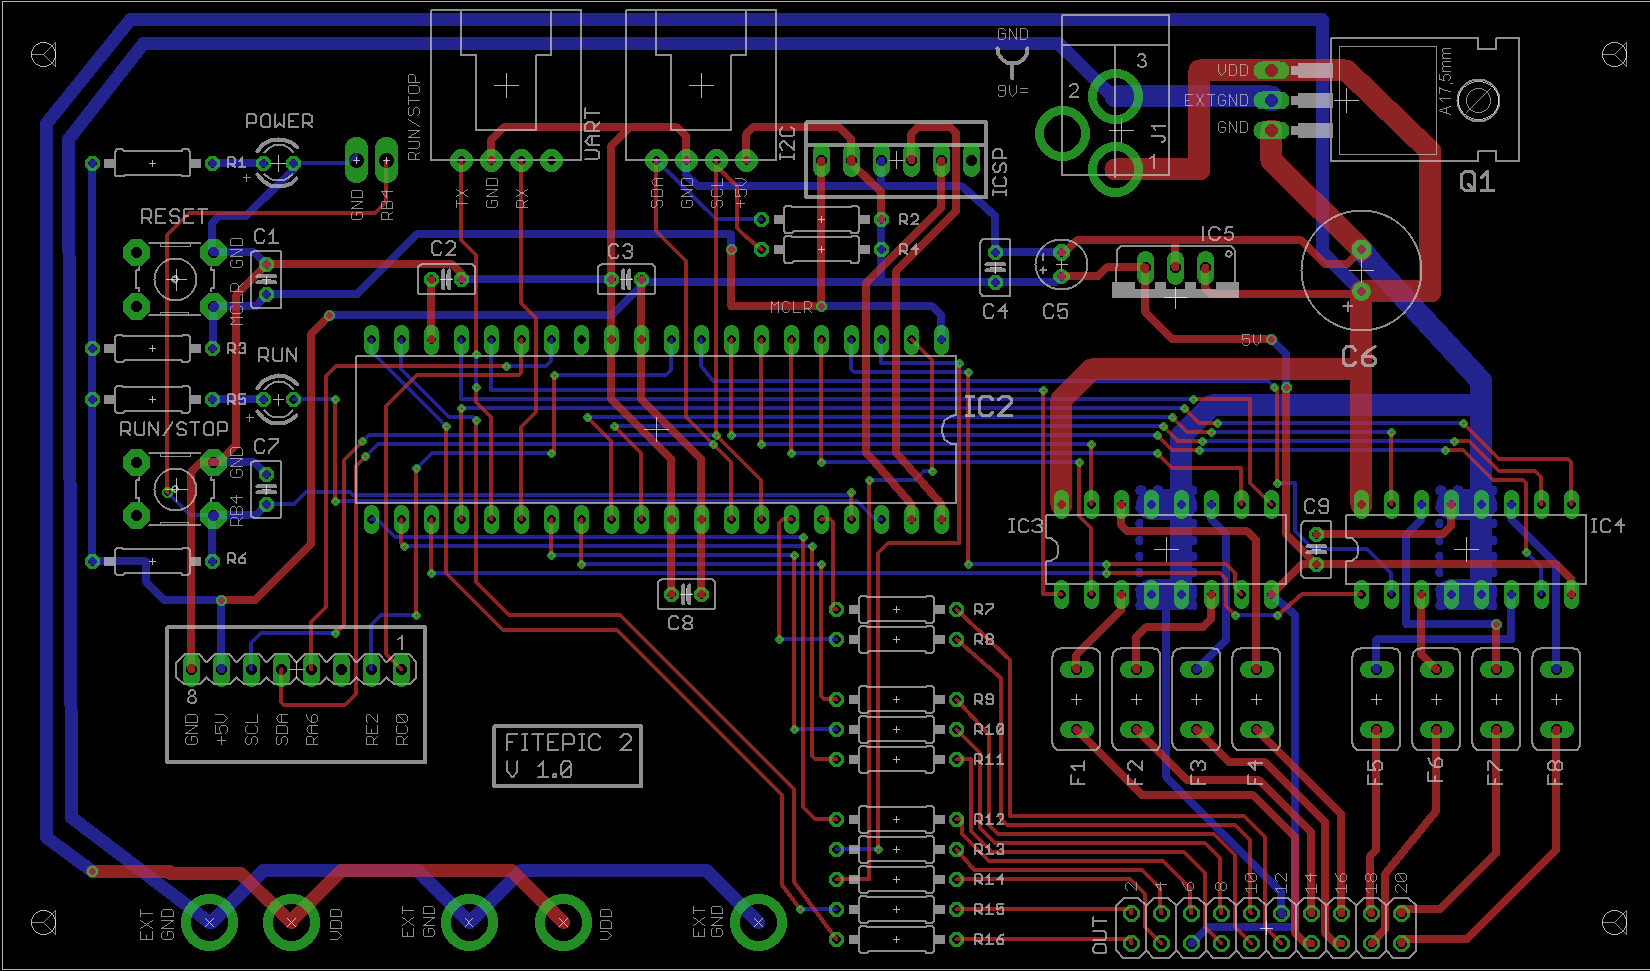 GND
9V=
3
2
1
J1
VDD
EXTGND
GND
A17,5mm
Q1
RUN/STOP
UART
I2C
ICSP
POWER
R1
+
GND
RB4
TX
GND
RX
SDA
GND
SCL
+5V
R2
R4
RESET
C1
GND
MCLR
C2
C3
MCLR
C4
C5
+
IC5
C6
+
5V
R3
RUN
R5
+
RUN/STOP
C7
GND
RB4
R6
IC2
IC3
C9
IC4
C8
1
8
GND
+5V
SCL
SDA
RA6
RE2
RC0
FITEPIC 2
V 1.0
R7
R8
R9
R10
R11
R12
R13
R14
R15
R16
F1
F2
F3
F4
F5
F6
F7
F8
2
4
6
8
10
12
14
16
18
20
OUT
EXT
GND
VDD
EXT
GND
VDD
EXT
GND